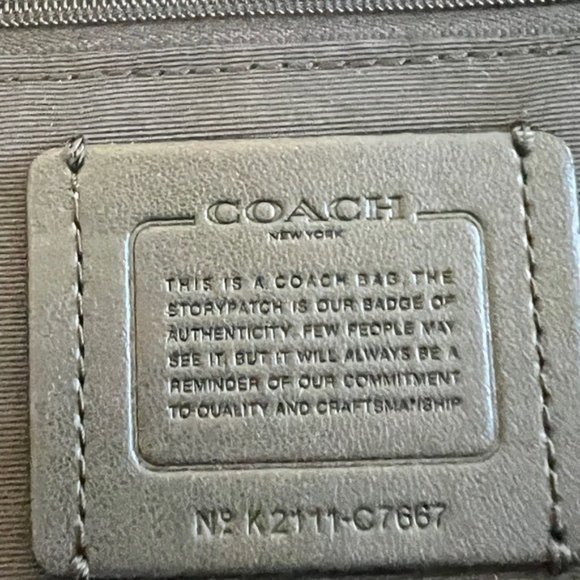 COACH
NEW YORK
THIS IS A COACH BAG. THE
STORYPATCH IS OUR BADGE OF
AUTHENTICITY. FEW PEOPLE MAY
SEE IT, BUT IT WILL ALWAYS BE A
REMINDER OF OUR COMMITMENT
TO QUALITY AND CRAFTSMANSHIP
Nº K2111-C7667